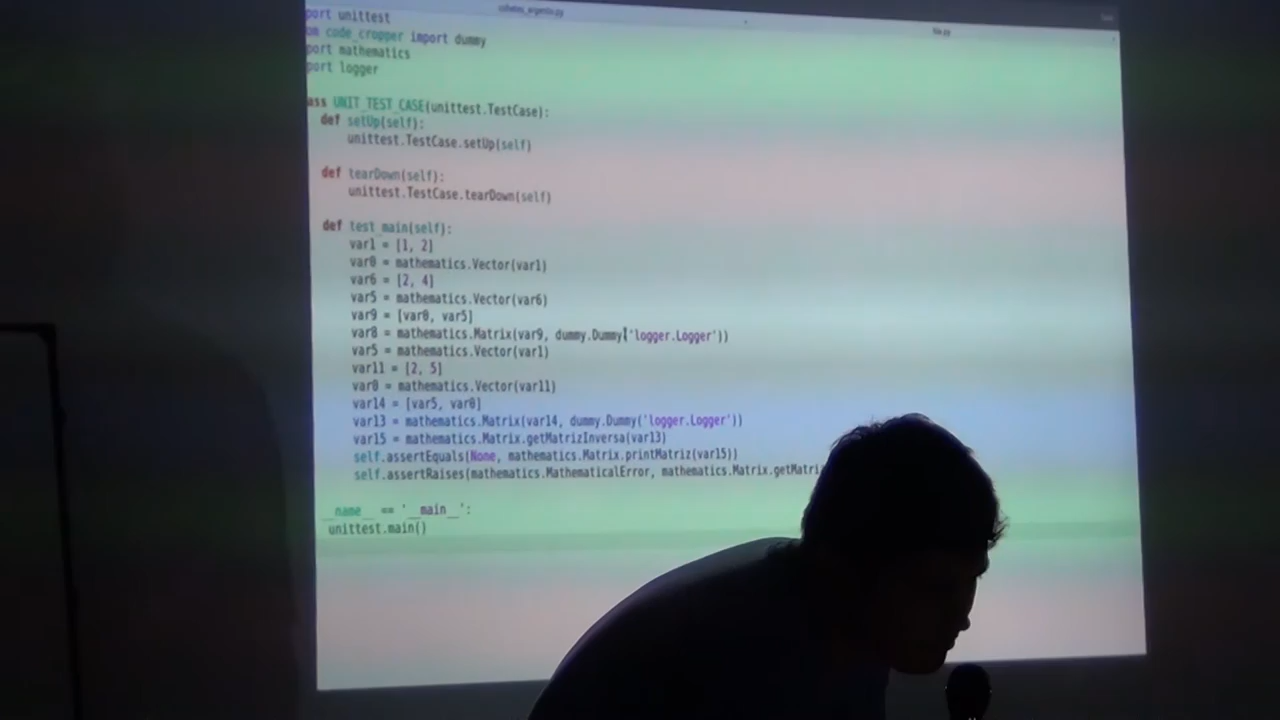 cohetes_argentos.py
file.py
port unittest
om code_cropper import dummy
port mathematics
port logger
ass UNIT_TEST_CASE(unittest.TestCase):
def setUp(self):
unittest.TestCase.setUp(self)
def tearDown(self):
unittest.TestCase.tearDown(self)
def test_main(self):
var1 = [1, 2]
var0 = mathematics.Vector(var1)
var6 = [2, 4]
var5 = mathematics.Vector(var6)
var9 = [var0, var5]
var8 = mathematics.Matrix(var9, dummy.Dummy('logger.Logger'))
var5 = mathematics.Vector(var1)
var11 = [2, 5]
var0 = mathematics.Vector(var11)
var14 = [var5, var0]
var13 = mathematics.Matrix(var14, dummy.Dummy('logger.Logger'))
var15 = mathematics.Matrix.getMatrizInversa(var13)
self.assertEquals(None, mathematics.Matrix.printMatriz(var15))
self.assertRaises(mathematics.MathematicalError, mathematics.Matrix.getMatri
__name__ == '__main__':
unittest.main()